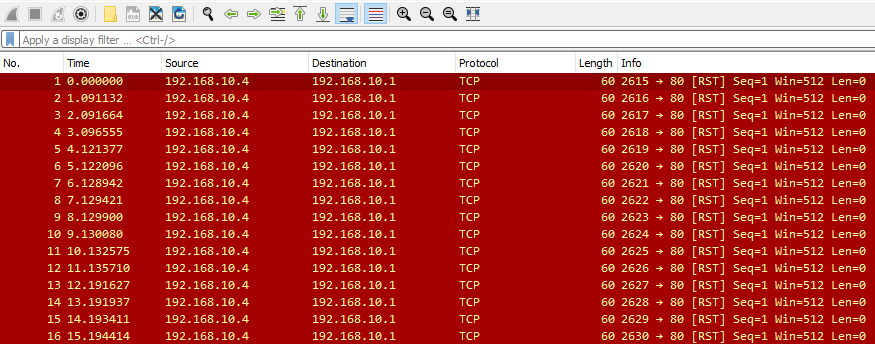 Apply a display filter ... <Ctrl-/>
No. Time Source Destination Protocol Length Info
1 0.000000 192.168.10.4 192.168.10.1 TCP 60 2615 → 80 [RST] Seq=1 Win=512 Len=0
2 1.091132 192.168.10.4 192.168.10.1 TCP 60 2616 → 80 [RST] Seq=1 Win=512 Len=0
3 2.091664 192.168.10.4 192.168.10.1 TCP 60 2617 → 80 [RST] Seq=1 Win=512 Len=0
4 3.096555 192.168.10.4 192.168.10.1 TCP 60 2618 → 80 [RST] Seq=1 Win=512 Len=0
5 4.121377 192.168.10.4 192.168.10.1 TCP 60 2619 → 80 [RST] Seq=1 Win=512 Len=0
6 5.122096 192.168.10.4 192.168.10.1 TCP 60 2620 → 80 [RST] Seq=1 Win=512 Len=0
7 6.128942 192.168.10.4 192.168.10.1 TCP 60 2621 → 80 [RST] Seq=1 Win=512 Len=0
8 7.129421 192.168.10.4 192.168.10.1 TCP 60 2622 → 80 [RST] Seq=1 Win=512 Len=0
9 8.129900 192.168.10.4 192.168.10.1 TCP 60 2623 → 80 [RST] Seq=1 Win=512 Len=0
10 9.130080 192.168.10.4 192.168.10.1 TCP 60 2624 → 80 [RST] Seq=1 Win=512 Len=0
11 10.132575 192.168.10.4 192.168.10.1 TCP 60 2625 → 80 [RST] Seq=1 Win=512 Len=0
12 11.135710 192.168.10.4 192.168.10.1 TCP 60 2626 → 80 [RST] Seq=1 Win=512 Len=0
13 12.191627 192.168.10.4 192.168.10.1 TCP 60 2627 → 80 [RST] Seq=1 Win=512 Len=0
14 13.191937 192.168.10.4 192.168.10.1 TCP 60 2628 → 80 [RST] Seq=1 Win=512 Len=0
15 14.193411 192.168.10.4 192.168.10.1 TCP 60 2629 → 80 [RST] Seq=1 Win=512 Len=0
16 15.194414 192.168.10.4 192.168.10.1 TCP 60 2630 → 80 [RST] Seq=1 Win=512 Len=0